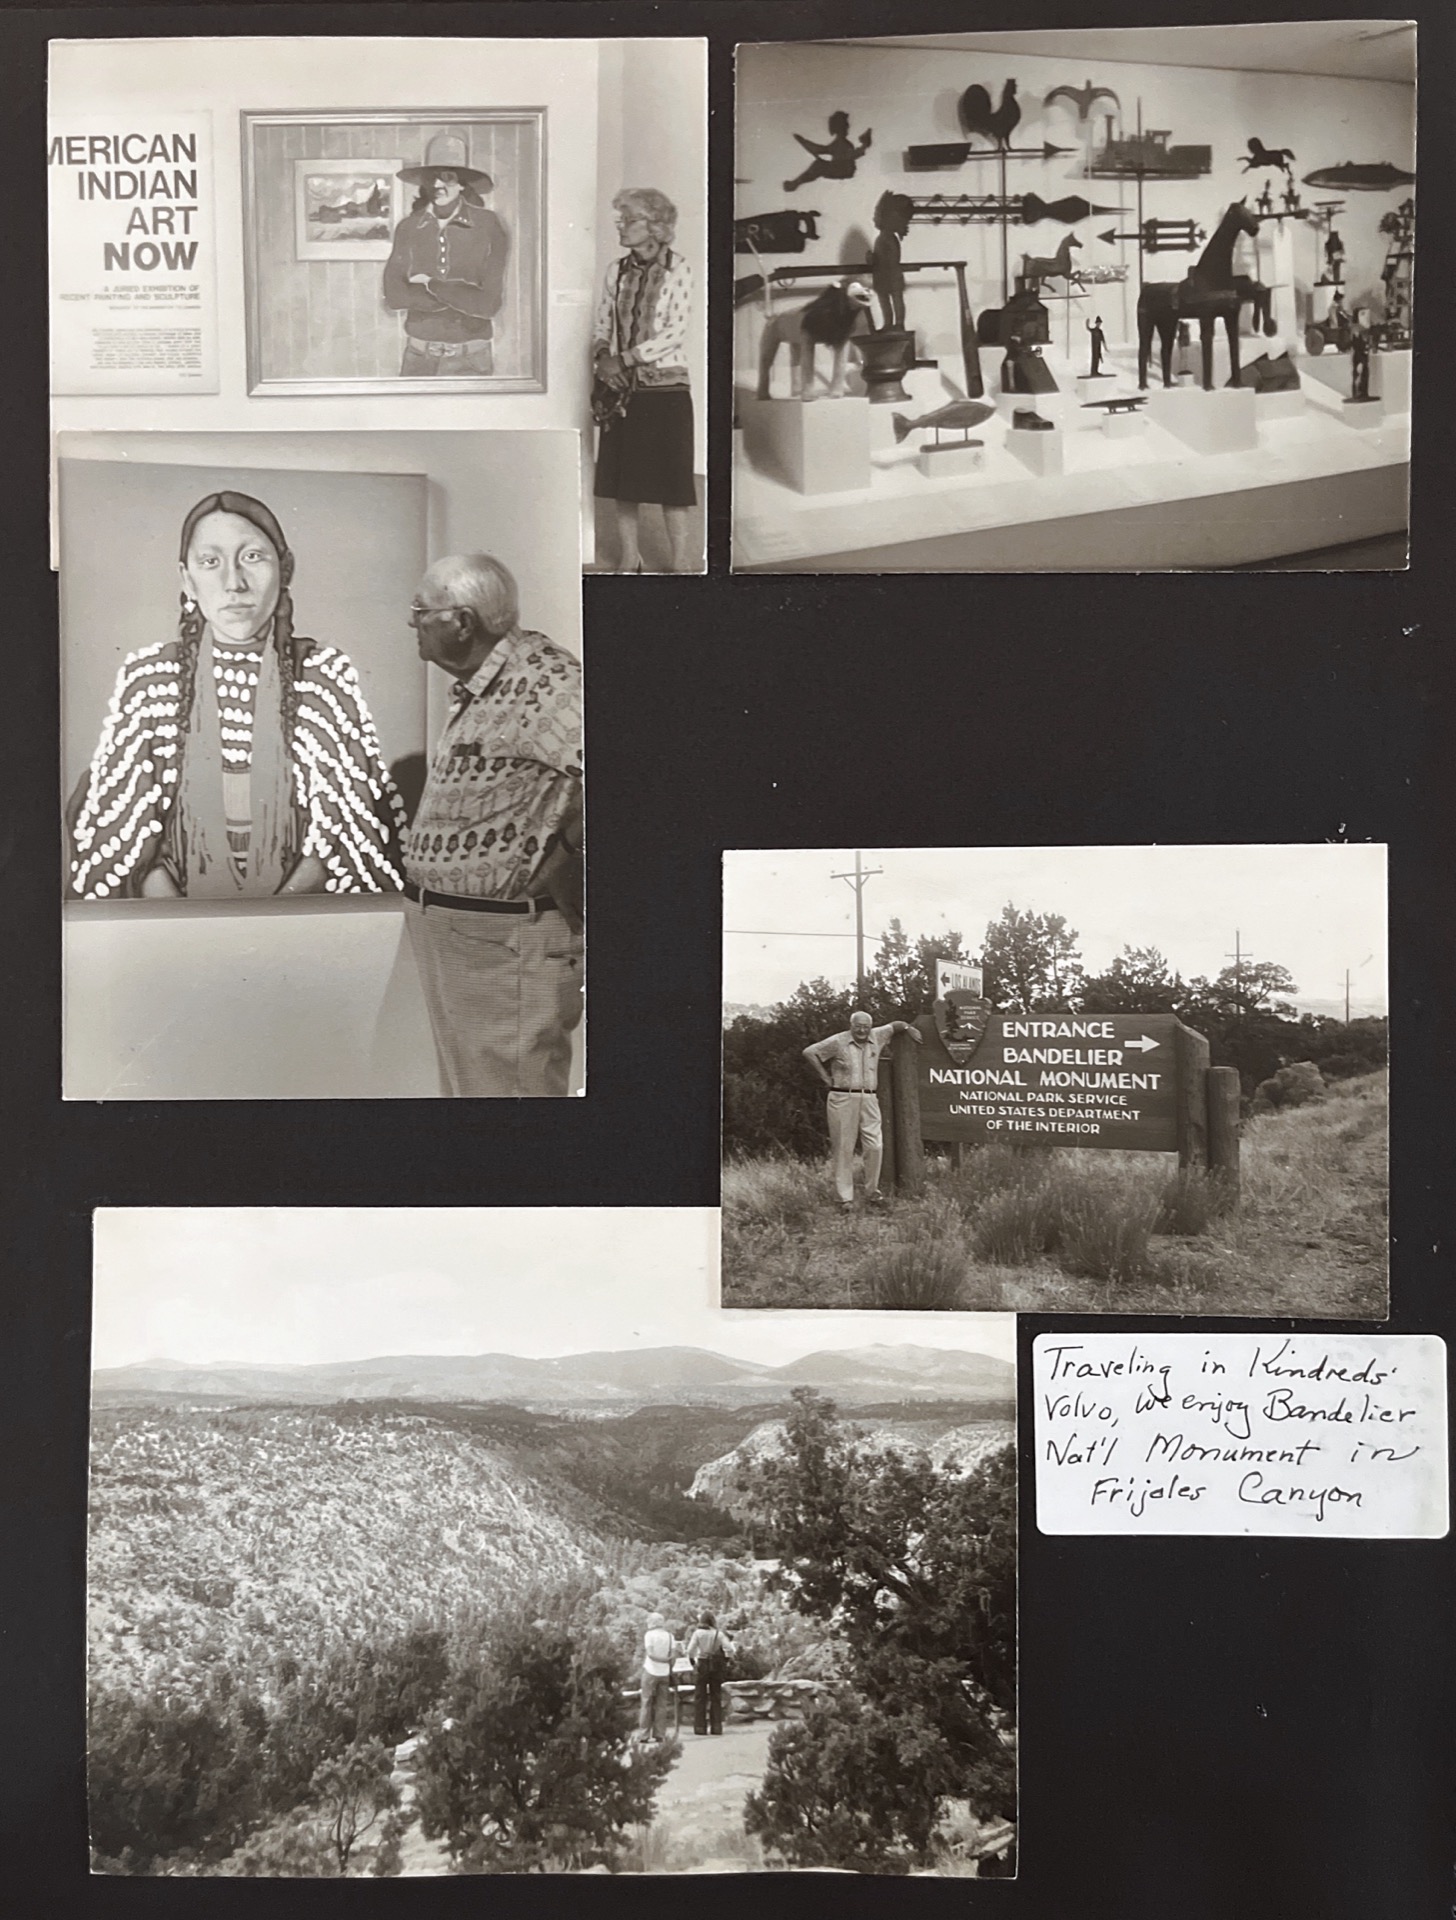 MERICAN
INDIAN
ART
NOW
A JURIED EXHIBITION OF
RECENT PAINTING AND SCULPTURE
LOS ALAMOS
ENTRANCE
BANDELIER
NATIONAL MONUMENT
NATIONAL PARK SERVICE
UNITED STATES DEPARTMENT
OF THE INTERIOR
Traveling in Kindreds'
Volvo, we enjoy Bandelier
Nat'l Monument in
Frijoles Canyon